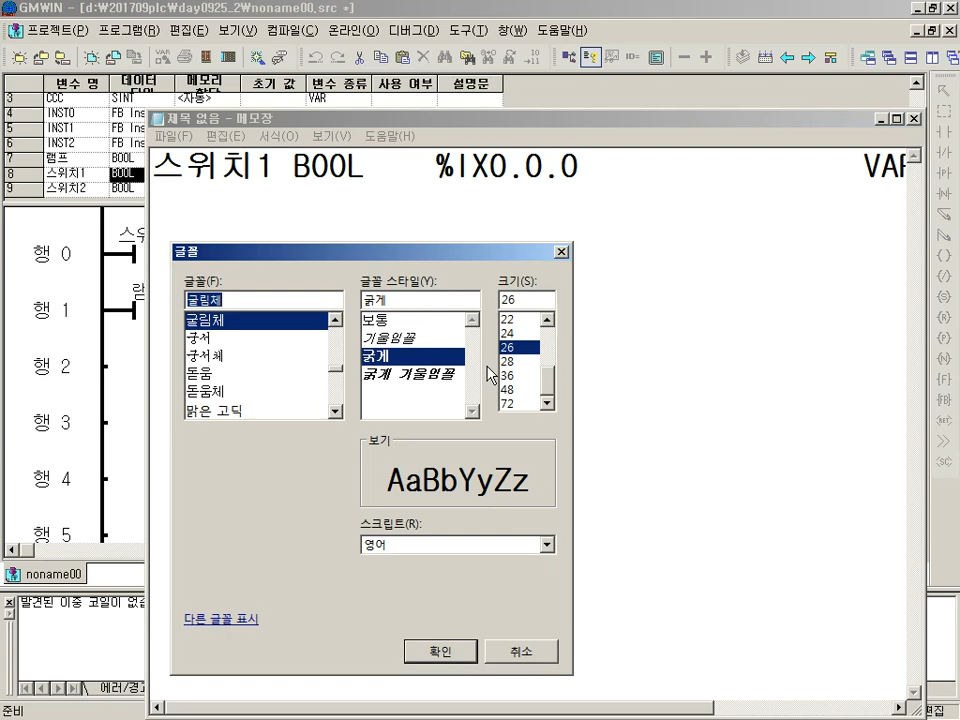 GMWIN - [d:\201709plc\day0925_2\noname00.src *]
프로젝트(P) 프로그램(R) 편집(E) 보기(V) 컴파일(C) 온라인(O) 디버그(D) 도구(T) 창(W) 도움말(H)
변수 명 데이터 메모리 초기 값 변수 종류 사용 여부 설명문
3 CCC SINT <자동> VAR
4 INST0 FB Ins
5 INST1 FB Ins
6 INST2 FB Ins
7 램프 BOOL
8 스위치1 BOOL
9 스위치2 BOOL
제목 없음 - 메모장
파일(F) 편집(E) 서식(O) 보기(V) 도움말(H)
스위치1 BOOL %IX0.0.0 VAR
행 0
행 1
행 2
행 3
행 4
행 5
글꼴
글꼴(F): 글꼴 스타일(Y): 크기(S):
굴림체 굵게 26
굴림체 보통 22
궁서 기울임꼴 24
궁서체 굵게 26
돋움 굵게 기울임꼴 28
돋움체 36
맑은 고딕 48
72
보기
AaBbYyZz
스크립트(R):
영어
다른 글꼴 표시
확인 취소
noname00
발견된 이중 코일이 없습
에러/경고
준비 편집